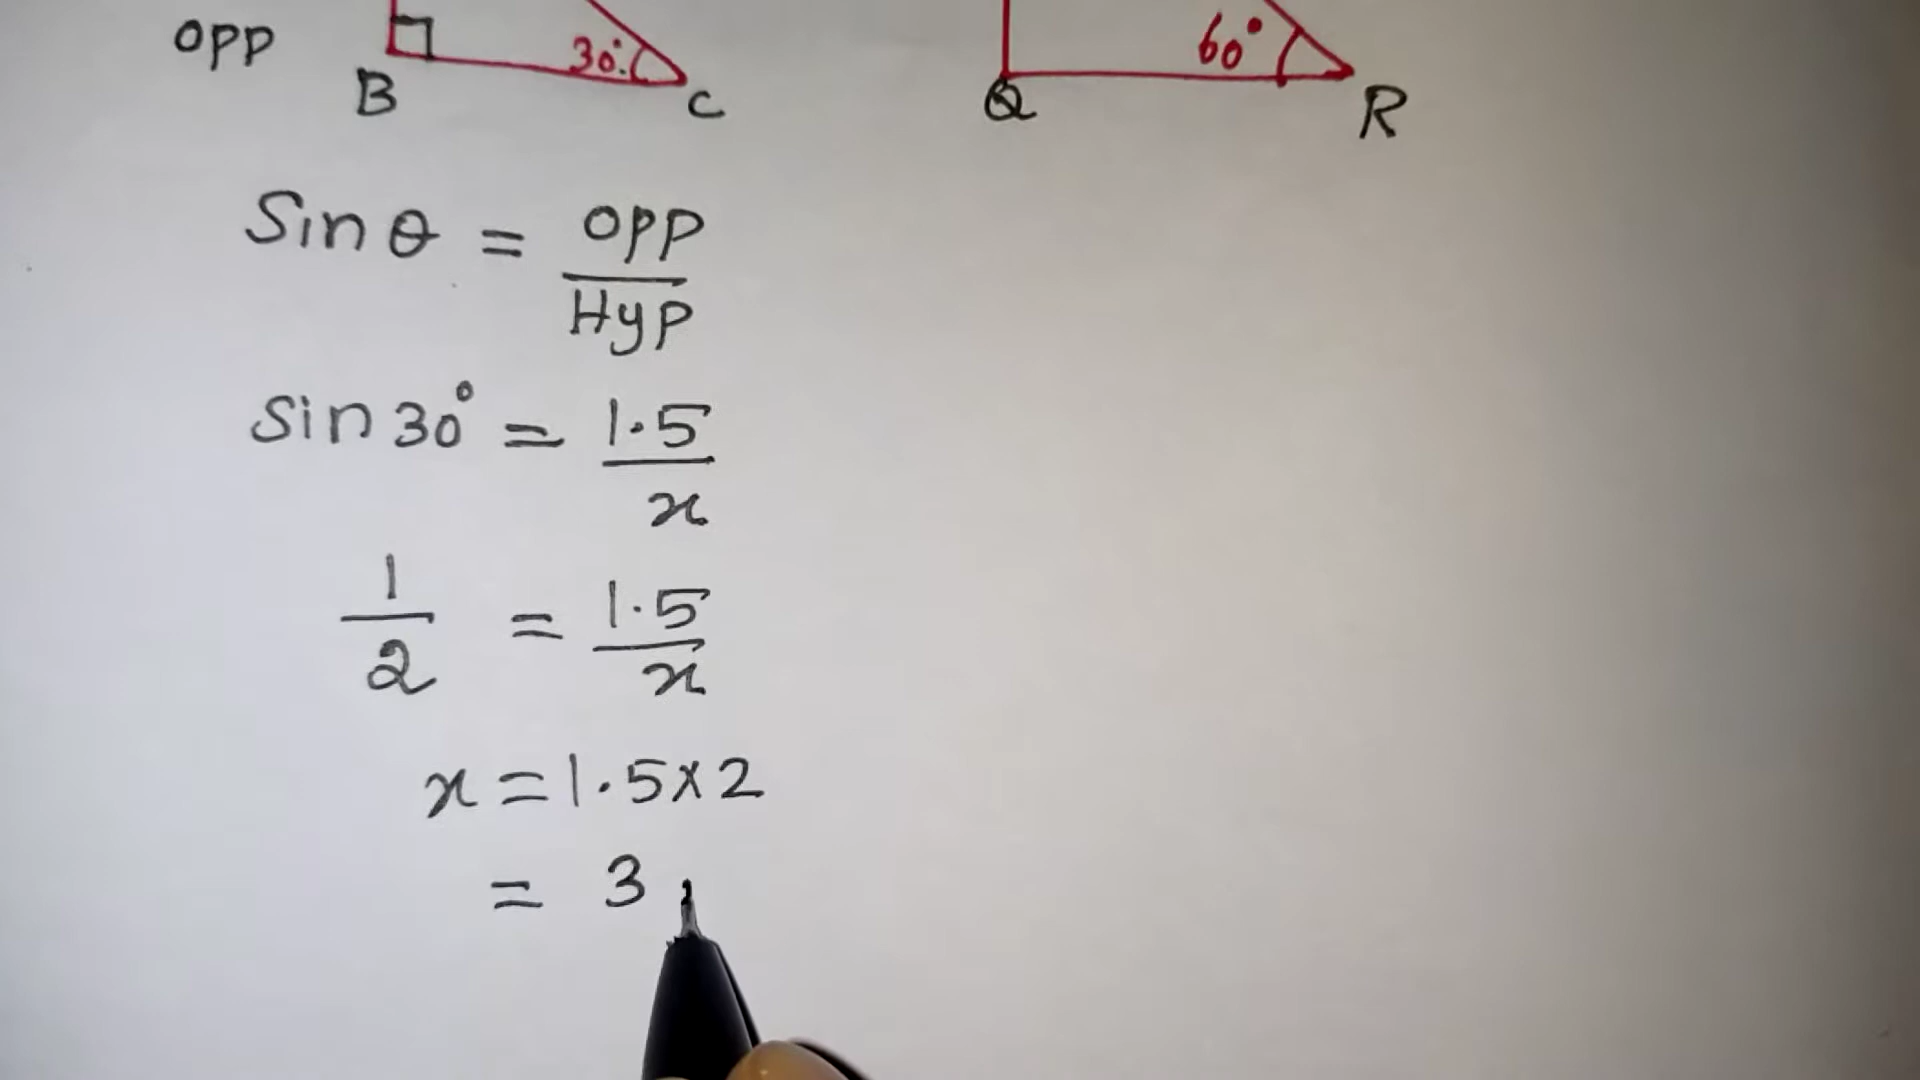 opp
30°
60°
B
C
Q
R
Sin θ = opp/Hyp
Sin 30° = 1.5/x
1/2 = 1.5/x
x = 1.5 × 2
= 3